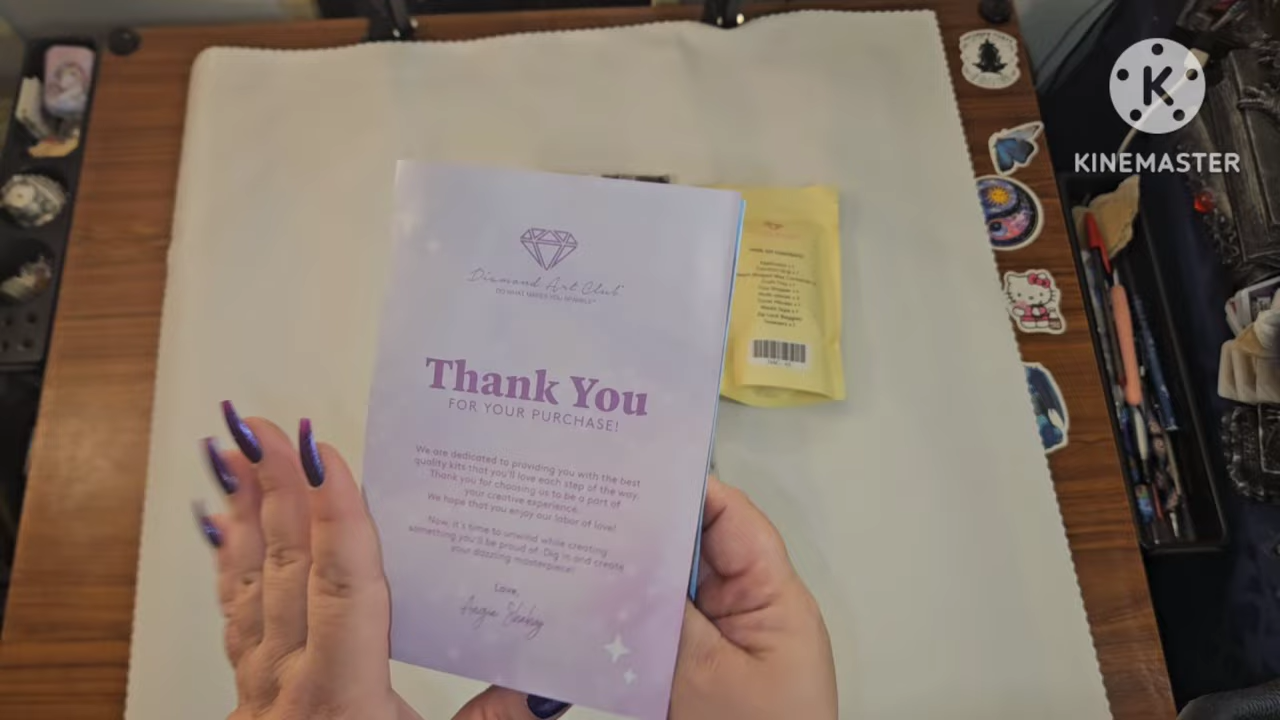 KINEMASTER
Diamond Art Club
DO WHAT MAKES YOU SPARKLE
Thank You
FOR YOUR PURCHASE!
We are dedicated to providing you with the best
quality kits that you'll love each step of the way.
Thank you for choosing us to be a part of
your creative experience.
We hope that you enjoy our labor of love!
Now, it's time to unwind while creating
something you'll be proud of. Dig in and create
your dazzling masterpiece!
Love,
Tweezers x 1